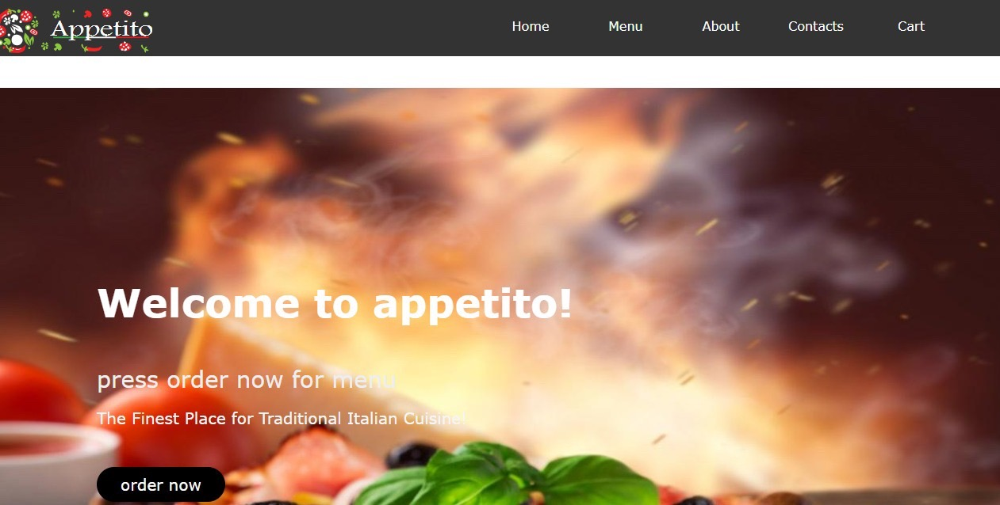 Appetito
Home Menu About Contacts Cart
Welcome to appetito!
press order now for menu
The Finest Place for Traditional Italian Cuisine!
order now